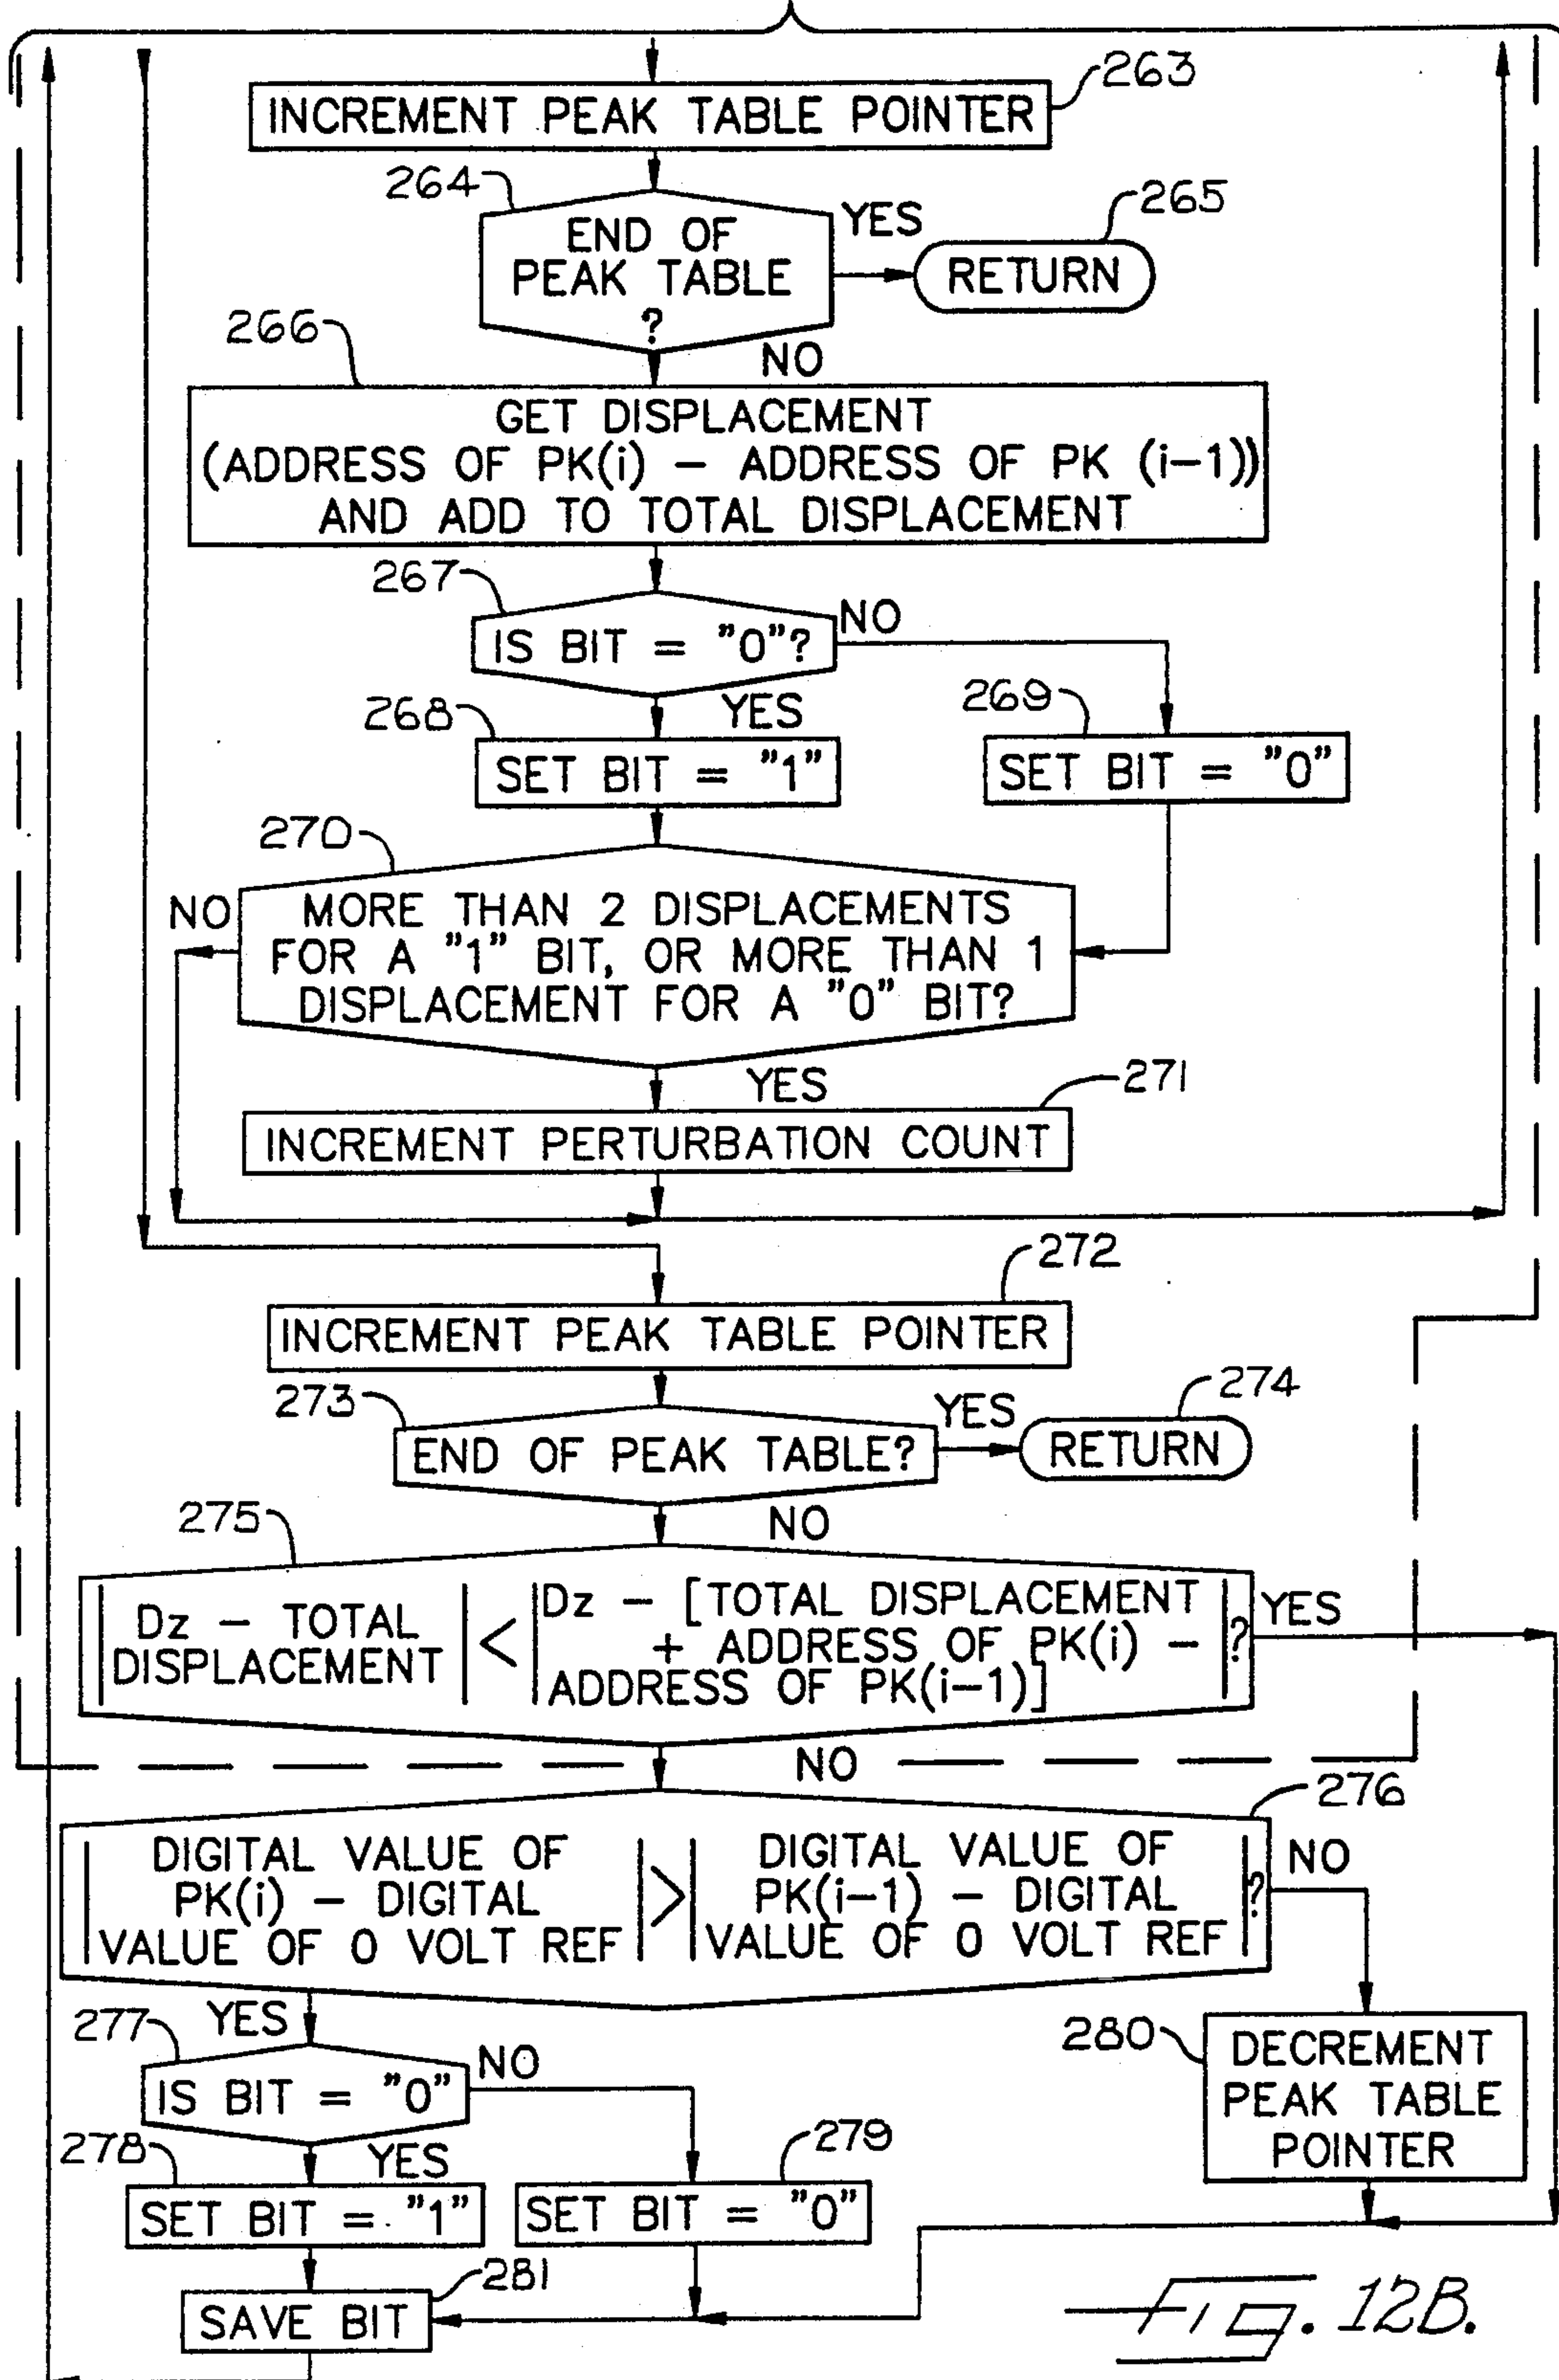 263
INCREMENT PEAK TABLE POINTER
264
END OF
PEAK TABLE
?
YES
265
RETURN
NO
266
GET DISPLACEMENT
(ADDRESS OF PK(i) – ADDRESS OF PK (i–1))
AND ADD TO TOTAL DISPLACEMENT
267
IS BIT = "0"?
NO
YES
268
SET BIT = "1"
269
SET BIT = "0"
270
NO
MORE THAN 2 DISPLACEMENTS
FOR A "1" BIT, OR MORE THAN 1
DISPLACEMENT FOR A "0" BIT?
YES
271
INCREMENT PERTURBATION COUNT
272
INCREMENT PEAK TABLE POINTER
273
END OF PEAK TABLE?
YES
274
RETURN
NO
275
|Dz – TOTAL
DISPLACEMENT| <
|Dz – [TOTAL DISPLACEMENT
+ ADDRESS OF PK(i) –
ADDRESS OF PK(i–1)]|?
YES
NO
276
|DIGITAL VALUE OF
PK(i) – DIGITAL
VALUE OF 0 VOLT REF| >
|DIGITAL VALUE OF
PK(i–1) – DIGITAL
VALUE OF 0 VOLT REF|?
NO
YES
277
IS BIT = "0"
NO
YES
278
SET BIT = "1"
279
SET BIT = "0"
280
DECREMENT
PEAK TABLE
POINTER
281
SAVE BIT
Fig. 12B.